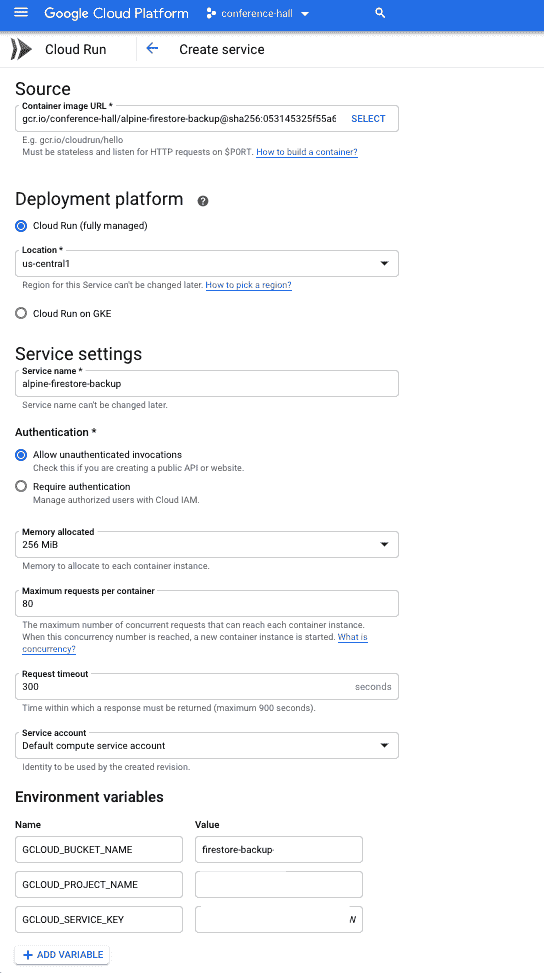 Google Cloud Platform conference-hall
Cloud Run Create service
Source
Container image URL *
gcr.io/conference-hall/alpine-firestore-backup@sha256:053145325f55a6 SELECT
E.g. gcr.io/cloudrun/hello
Must be stateless and listen for HTTP requests on $PORT. How to build a container?
Deployment platform ?
Cloud Run (fully managed)
Location *
us-central1
Region for this Service can't be changed later. How to pick a region?
Cloud Run on GKE
Service settings
Service name *
alpine-firestore-backup
Service name can't be changed later.
Authentication *
Allow unauthenticated invocations
Check this if you are creating a public API or website.
Require authentication
Manage authorized users with Cloud IAM.
Memory allocated
256 MiB
Memory to allocate to each container instance.
Maximum requests per container
80
The maximum number of concurrent requests that can reach each container instance.
When this concurrency number is reached, a new container instance is started. What is
concurrency?
Request timeout
300 seconds
Time within which a response must be returned (maximum 900 seconds).
Service account
Default compute service account
Identity to be used by the created revision.
Environment variables
Name Value
GCLOUD_BUCKET_NAME firestore-backup-
GCLOUD_PROJECT_NAME
GCLOUD_SERVICE_KEY N
+ ADD VARIABLE